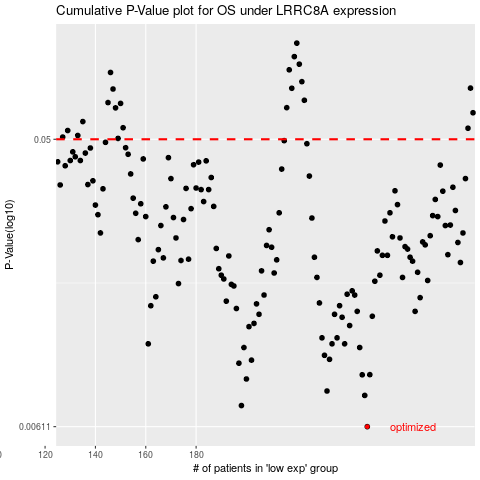 Cumulative P-Value plot for OS under LRRC8A expression
P-Value(log10)
0.05
0.00611
optimized
0 120 140 160 180
# of patients in 'low exp' group